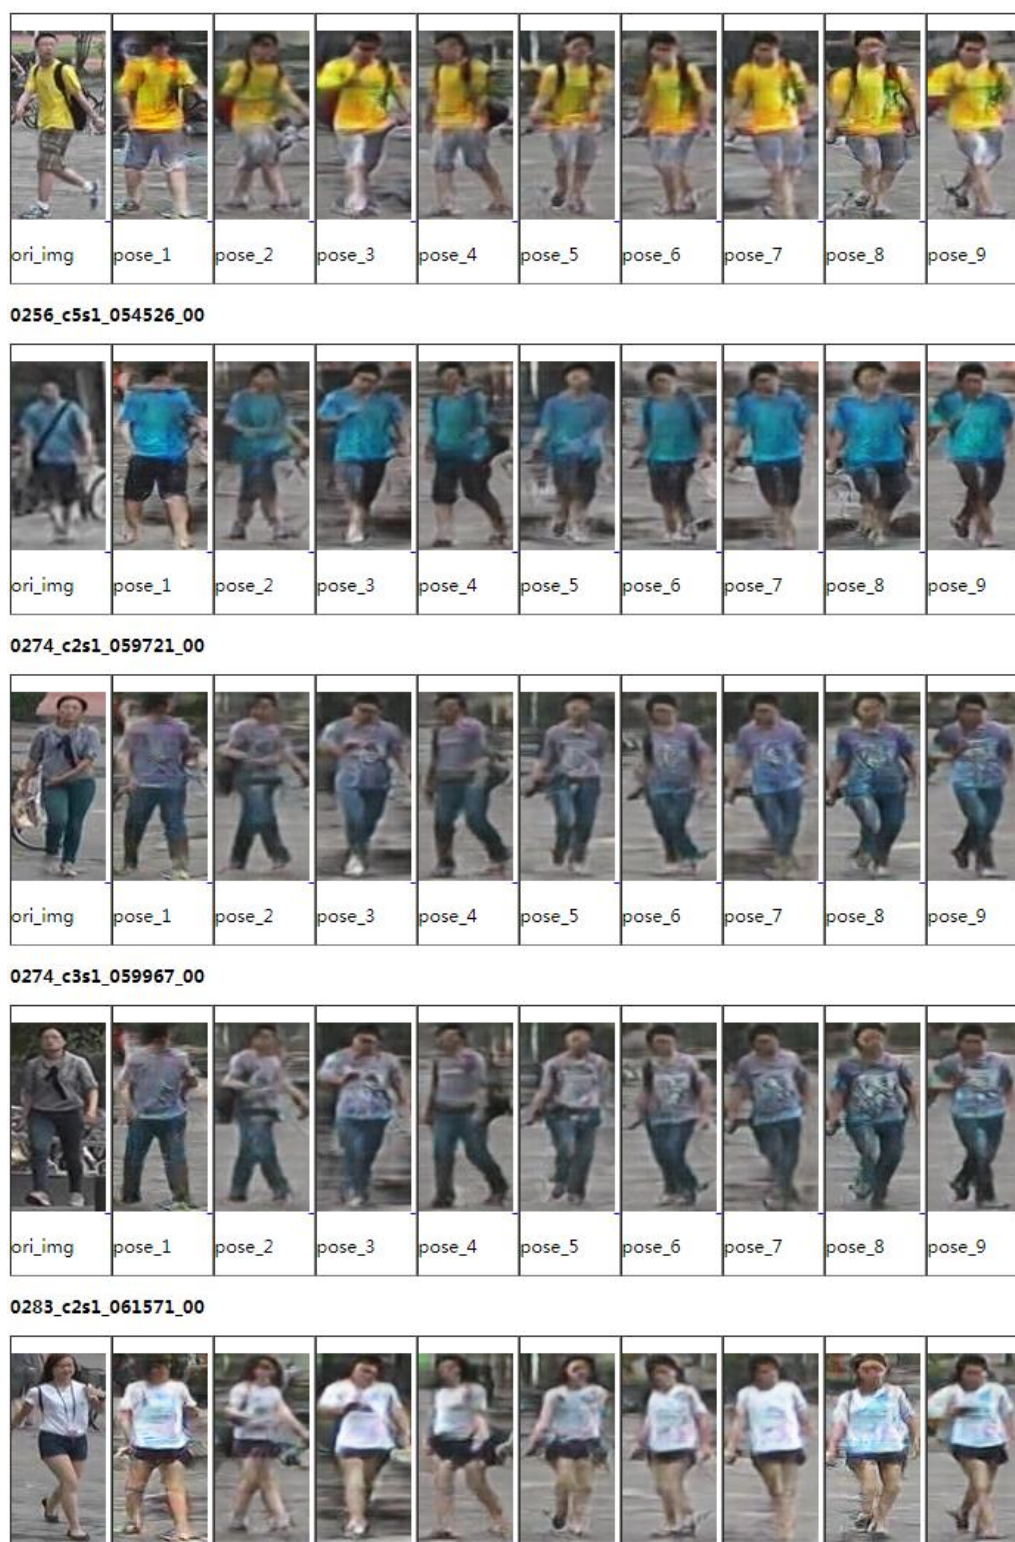 ori_img pose_1 pose_2 pose_3 pose_4 pose_5 pose_6 pose_7 pose_8 pose_9
0256_c5s1_054526_00
ori_img pose_1 pose_2 pose_3 pose_4 pose_5 pose_6 pose_7 pose_8 pose_9
0274_c2s1_059721_00
ori_img pose_1 pose_2 pose_3 pose_4 pose_5 pose_6 pose_7 pose_8 pose_9
0274_c3s1_059967_00
ori_img pose_1 pose_2 pose_3 pose_4 pose_5 pose_6 pose_7 pose_8 pose_9
0283_c2s1_061571_00